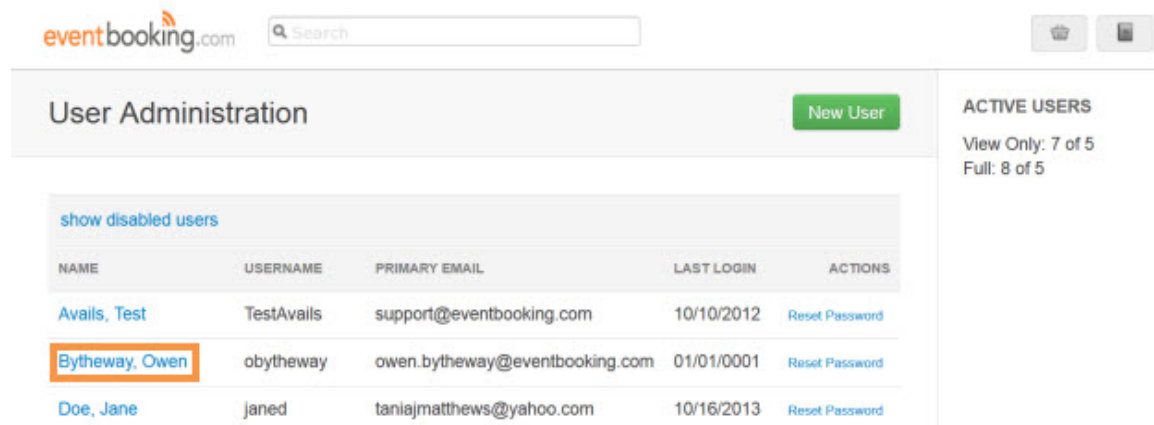 eventbooking.com
Search
User Administration
New User
ACTIVE USERS
View Only: 7 of 5
Full: 8 of 5
show disabled users
NAME USERNAME PRIMARY EMAIL LAST LOGIN ACTIONS
Avails, Test TestAvails support@eventbooking.com 10/10/2012 Reset Password
Bytheway, Owen obytheway owen.bytheway@eventbooking.com 01/01/0001 Reset Password
Doe, Jane janed taniajmatthews@yahoo.com 10/16/2013 Reset Password